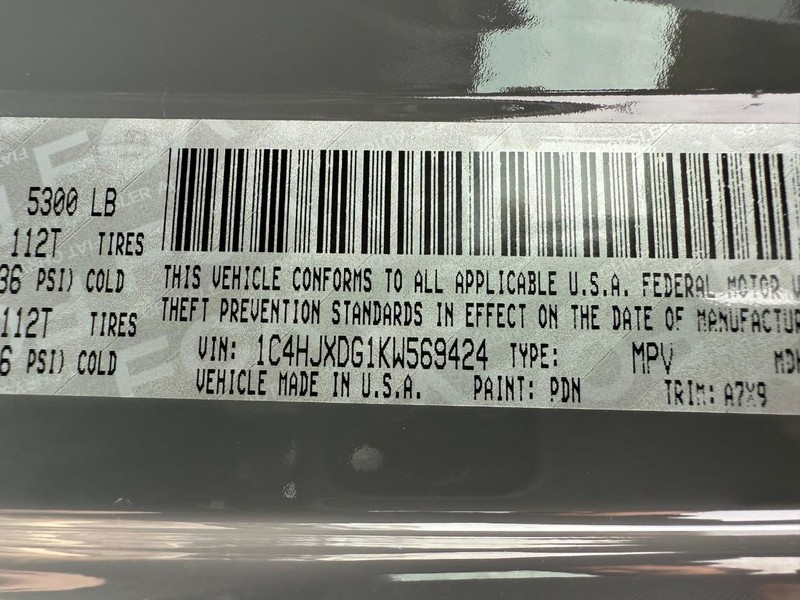 5300 LB
112T TIRES
36 PSI) COLD
112T TIRES
6 PSI) COLD
THIS VEHICLE CONFORMS TO ALL APPLICABLE U.S.A. FEDERAL MOTOR
THEFT PREVENTION STANDARDS IN EFFECT ON THE DATE OF MANUFACTUR
VIN: 1C4HJXDG1KW569424 TYPE: MPV MDH
VEHICLE MADE IN U.S.A. PAINT: PDN TRIM: A7X9